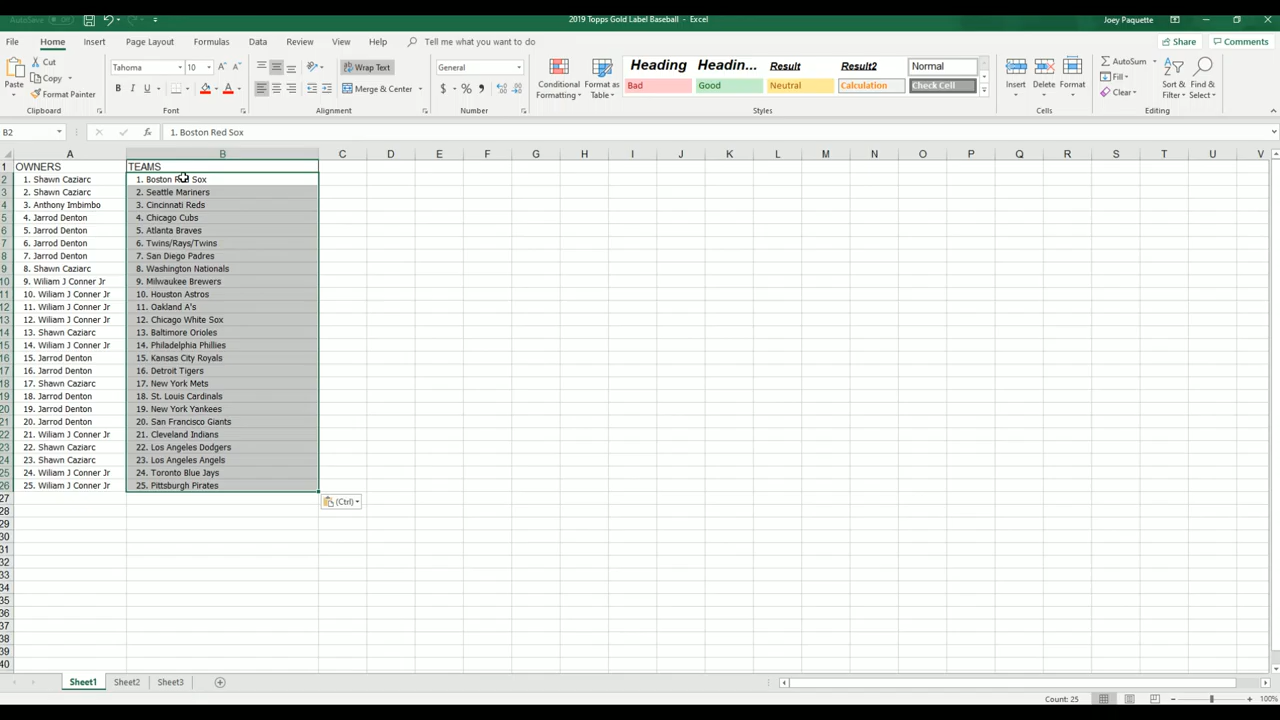 AutoSave Off 2019 Topps Gold Label Baseball - Excel Joey Paquette
File Home Insert Page Layout Formulas Data Review View Help Tell me what you want to do Share Comments
Paste Cut Copy Format Painter Clipboard
Tahoma 10 A A B I U A Font
Wrap Text Merge & Center Alignment
General $ % , Number
Conditional Formatting Format as Table
Heading Headin... Result Result2 Normal
Bad Good Neutral Calculation Check Cell
Styles
Insert Delete Format Cells
AutoSum Fill Clear Sort & Filter Find & Select Editing
B2 fx 1. Boston Red Sox
A B C D E F G H I J K L M N O P Q R S T U V
1 OWNERS TEAMS
2 1. Shawn Caziarc 1. Boston Red Sox
3 2. Shawn Caziarc 2. Seattle Mariners
4 3. Anthony Imbimbo 3. Cincinnati Reds
5 4. Jarrod Denton 4. Chicago Cubs
6 5. Jarrod Denton 5. Atlanta Braves
7 6. Jarrod Denton 6. Twins/Rays/Twins
8 7. Jarrod Denton 7. San Diego Padres
9 8. Shawn Caziarc 8. Washington Nationals
10 9. Wiliam J Conner Jr 9. Milwaukee Brewers
11 10. Wiliam J Conner Jr 10. Houston Astros
12 11. Wiliam J Conner Jr 11. Oakland A's
13 12. Wiliam J Conner Jr 12. Chicago White Sox
14 13. Shawn Caziarc 13. Baltimore Orioles
15 14. Wiliam J Conner Jr 14. Philadelphia Phillies
16 15. Jarrod Denton 15. Kansas City Royals
17 16. Jarrod Denton 16. Detroit Tigers
18 17. Shawn Caziarc 17. New York Mets
19 18. Jarrod Denton 18. St. Louis Cardinals
20 19. Jarrod Denton 19. New York Yankees
21 20. Jarrod Denton 20. San Francisco Giants
22 21. Wiliam J Conner Jr 21. Cleveland Indians
23 22. Shawn Caziarc 22. Los Angeles Dodgers
24 23. Shawn Caziarc 23. Los Angeles Angels
25 24. Wiliam J Conner Jr 24. Toronto Blue Jays
26 25. Wiliam J Conner Jr 25. Pittsburgh Pirates
27 (Ctrl)
28
29
30
31
32
33
34
35
36
37
38
39
40
Sheet1 Sheet2 Sheet3
Count: 25 100%